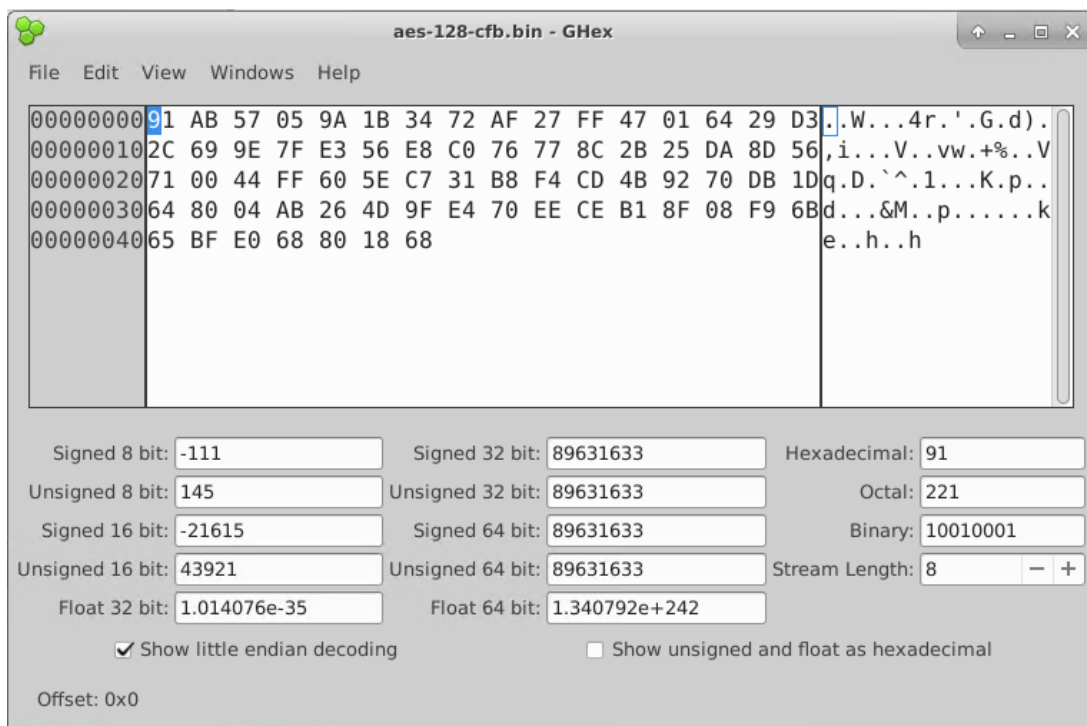 aes-128-cfb.bin - GHex
File Edit View Windows Help
00000000 91 AB 57 05 9A 1B 34 72 AF 27 FF 47 01 64 29 D3 ..W...4r.'.G.d).
00000010 2C 69 9E 7F E3 56 E8 C0 76 77 8C 2B 25 DA 8D 56 ,i...V..vw.+%..V
00000020 71 00 44 FF 60 5E C7 31 B8 F4 CD 4B 92 70 DB 1D q.D.`^.1...K.p..
00000030 64 80 04 AB 26 4D 9F E4 70 EE CE B1 8F 08 F9 6B d...&M..p......k
00000040 65 BF E0 68 80 18 68 e..h..h
Signed 8 bit: -111 Signed 32 bit: 89631633 Hexadecimal: 91
Unsigned 8 bit: 145 Unsigned 32 bit: 89631633 Octal: 221
Signed 16 bit: -21615 Signed 64 bit: 89631633 Binary: 10010001
Unsigned 16 bit: 43921 Unsigned 64 bit: 89631633 Stream Length: 8 − +
Float 32 bit: 1.014076e-35 Float 64 bit: 1.340792e+242
Show little endian decoding Show unsigned and float as hexadecimal
Offset: 0x0